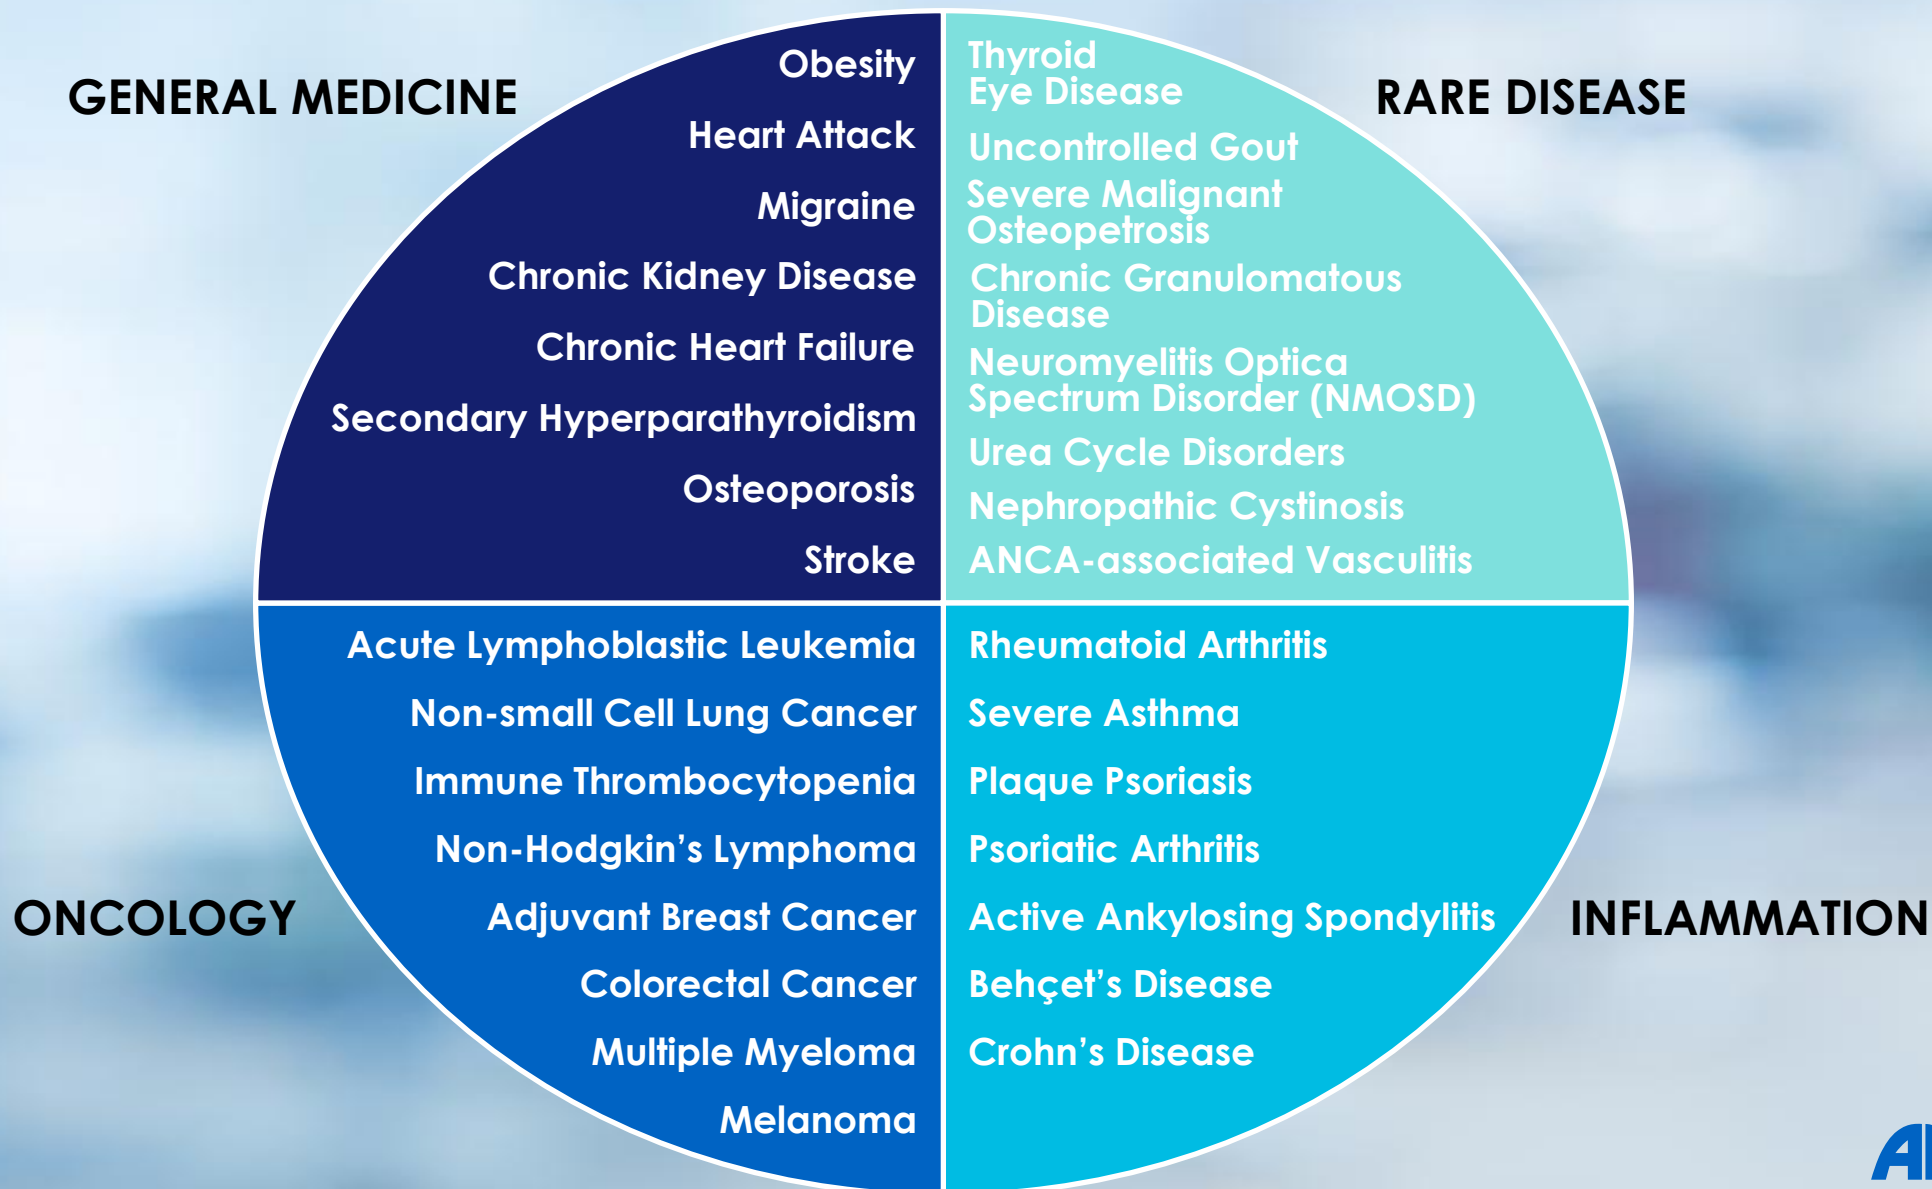 GENERAL MEDICINE
Obesity
Heart Attack
Migraine
Chronic Kidney Disease
Chronic Heart Failure
Secondary Hyperparathyroidism
Osteoporosis
Stroke
RARE DISEASE
Thyroid
Eye Disease
Uncontrolled Gout
Severe Malignant
Osteopetrosis
Chronic Granulomatous
Disease
Neuromyelitis Optica
Spectrum Disorder (NMOSD)
Urea Cycle Disorders
Nephropathic Cystinosis
ANCA-associated Vasculitis
ONCOLOGY
Acute Lymphoblastic Leukemia
Non-small Cell Lung Cancer
Immune Thrombocytopenia
Non-Hodgkin’s Lymphoma
Adjuvant Breast Cancer
Colorectal Cancer
Multiple Myeloma
Melanoma
INFLAMMATION
Rheumatoid Arthritis
Severe Asthma
Plaque Psoriasis
Psoriatic Arthritis
Active Ankylosing Spondylitis
Behçet’s Disease
Crohn’s Disease